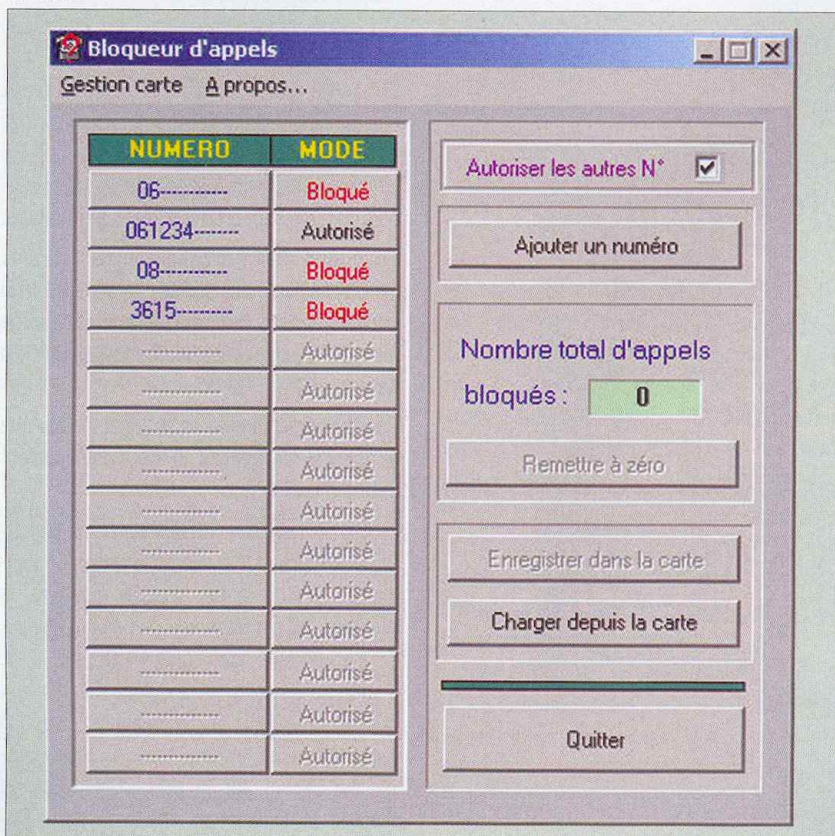 Bloqueur d'appels
Gestion carte A propos...
NUMERO MODE
06----------- Bloqué
061234-------- Autorisé
08----------- Bloqué
3615---------- Bloqué
-------------- Autorisé
-------------- Autorisé
-------------- Autorisé
-------------- Autorisé
-------------- Autorisé
-------------- Autorisé
-------------- Autorisé
-------------- Autorisé
-------------- Autorisé
-------------- Autorisé
-------------- Autorisé
Autoriser les autres N°
Ajouter un numéro
Nombre total d'appels
bloqués : 0
Remettre à zéro
Enregistrer dans la carte
Charger depuis la carte
Quitter